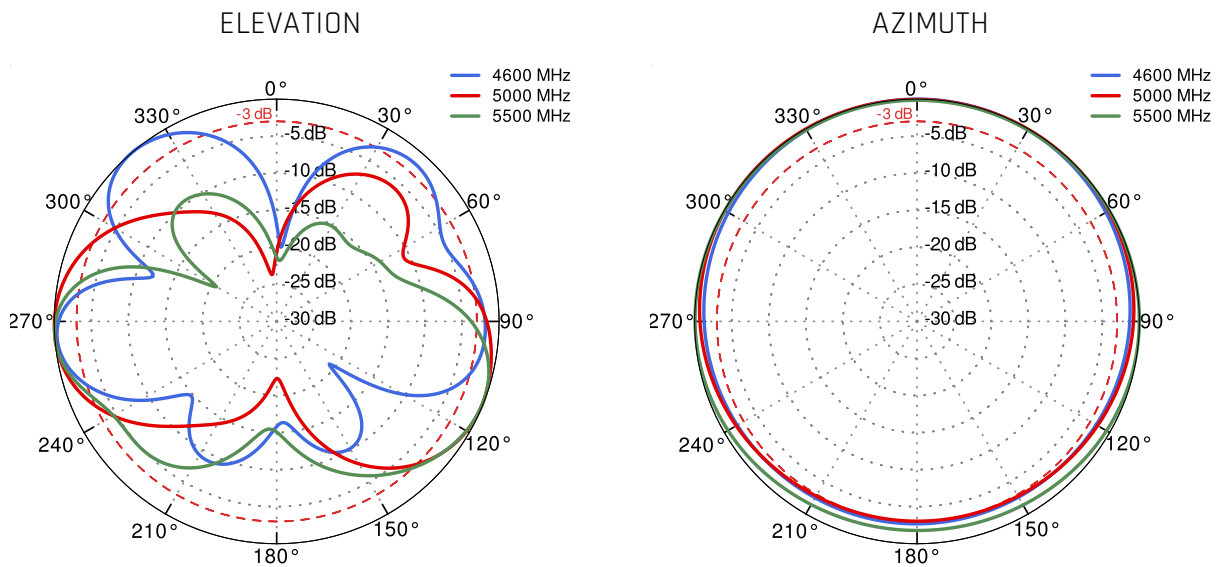 ELEVATION
4600 MHz
5000 MHz
5500 MHz
0°
-3 dB
330°
30°
-5 dB
-10 dB
300°
60°
-15 dB
-20 dB
-25 dB
270°
-30 dB
90°
240°
120°
210°
150°
180°
AZIMUTH
4600 MHz
5000 MHz
5500 MHz
0°
-3 dB
330°
30°
-5 dB
-10 dB
300°
60°
-15 dB
-20 dB
-25 dB
270°
-30 dB
90°
240°
120°
210°
150°
180°